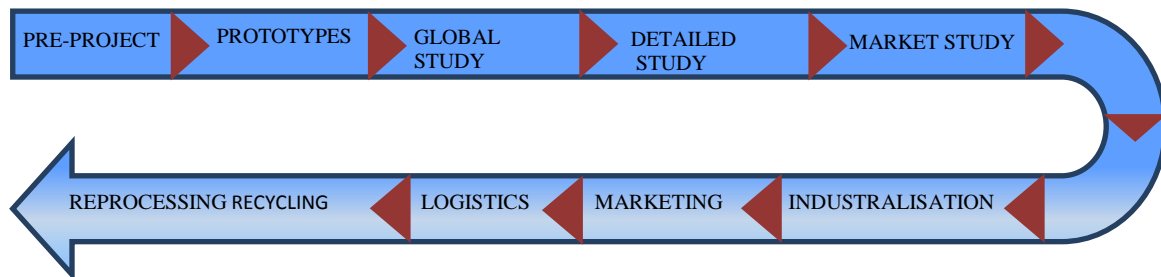 PRE-PROJECT
PROTOTYPES
GLOBAL
STUDY
DETAILED
STUDY
MARKET STUDY
REPROCESSING RECYCLING
LOGISTICS
MARKETING
INDUSTRALISATION